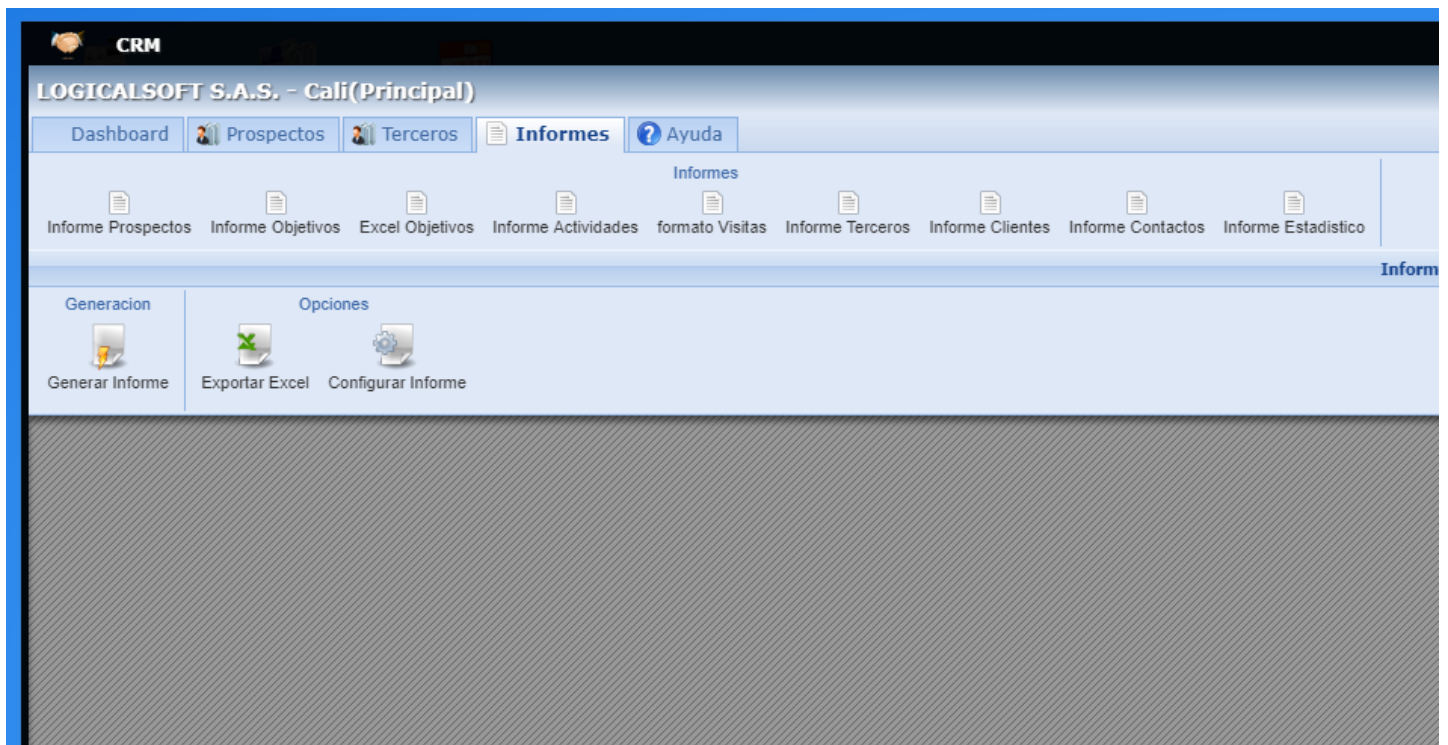 CRM
LOGICALSOFT S.A.S. - Cali(Principal)
Dashboard Prospectos Terceros Informes Ayuda
Informes
Informe Prospectos Informe Objetivos Excel Objetivos Informe Actividades formato Visitas Informe Terceros Informe Clientes Informe Contactos Informe Estadistico
Inform
Generacion Opciones
Generar Informe Exportar Excel Configurar Informe